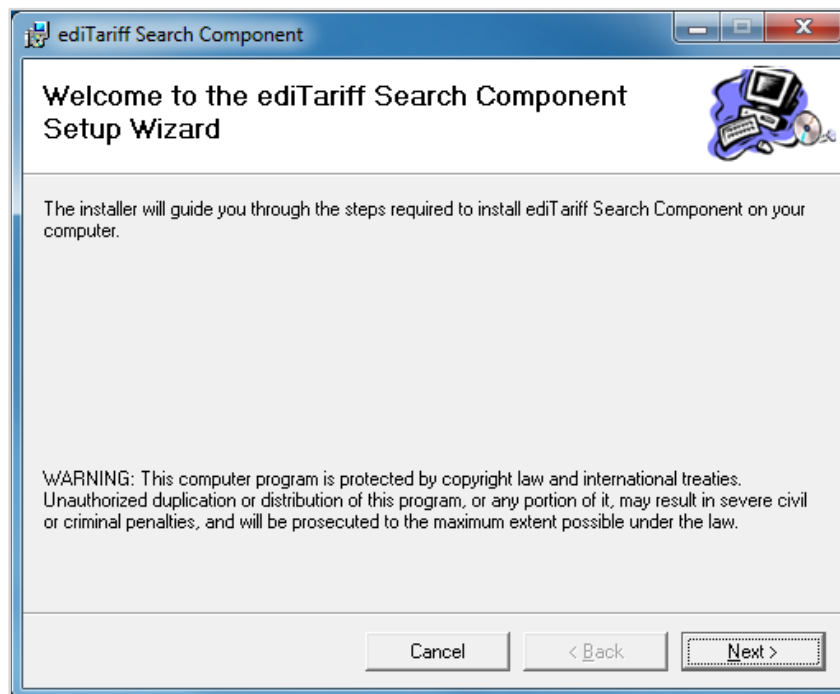 ediTariff Search Component
Welcome to the ediTariff Search Component
Setup Wizard
The installer will guide you through the steps required to install ediTariff Search Component on your
computer.
WARNING: This computer program is protected by copyright law and international treaties.
Unauthorized duplication or distribution of this program, or any portion of it, may result in severe civil
or criminal penalties, and will be prosecuted to the maximum extent possible under the law.
Cancel
< Back
Next >